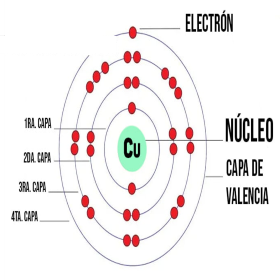 ELECTRÓN
1RA. CAPA
2DA. CAPA
3RA. CAPA
4TA. CAPA
Cu
NÚCLEO
CAPA DE
VALENCIA